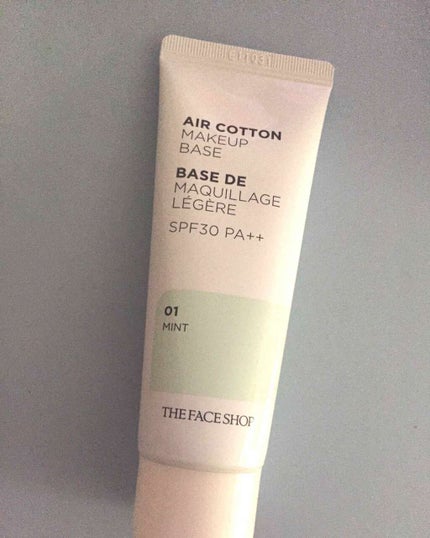 AIR COTTON
MAKEUP
BASE
BASE DE
MAQUILLAGE
LÉGÈRE
SPF30 PA++
01
MINT
THE FACE SHOP